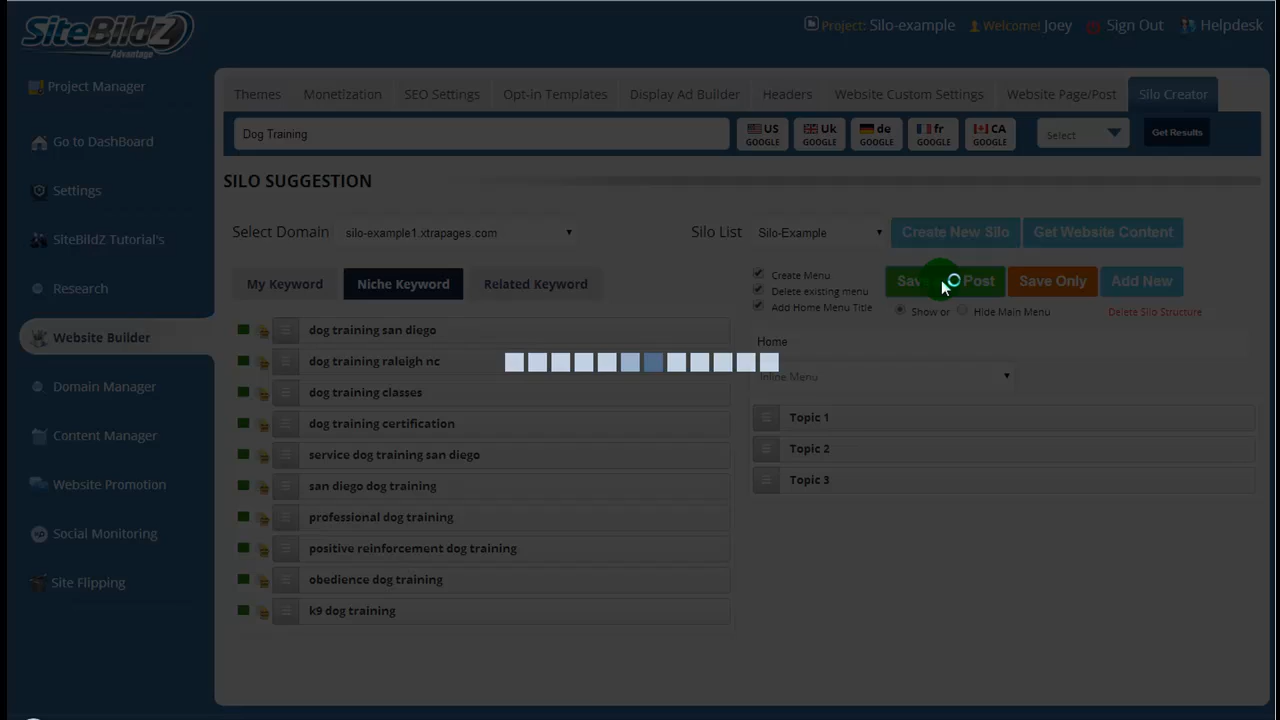 SiteBildZ
Advantage
Project: Silo-example
Welcome! Joey
Sign Out
Helpdesk
Project Manager
Go to DashBoard
Settings
SiteBildZ Tutorial's
Research
Website Builder
Domain Manager
Content Manager
Website Promotion
Social Monitoring
Site Flipping
Themes
Monetization
SEO Settings
Opt-in Templates
Display Ad Builder
Headers
Website Custom Settings
Website Page/Post
Silo Creator
Dog Training
US GOOGLE
Uk GOOGLE
de GOOGLE
fr GOOGLE
CA GOOGLE
Select
Get Results
SILO SUGGESTION
Select Domain
silo-example1.xtrapages.com
Silo List
Silo-Example
Create New Silo
Get Website Content
My Keyword
Niche Keyword
Related Keyword
Create Menu
Delete existing menu
Add Home Menu Title
Post
Save Only
Add New
Show or
Hide Main Menu
Delete Silo Structure
Home
Inline Menu
dog training san diego
dog training raleigh nc
dog training classes
dog training certification
service dog training san diego
san diego dog training
professional dog training
positive reinforcement dog training
obedience dog training
k9 dog training
Topic 1
Topic 2
Topic 3